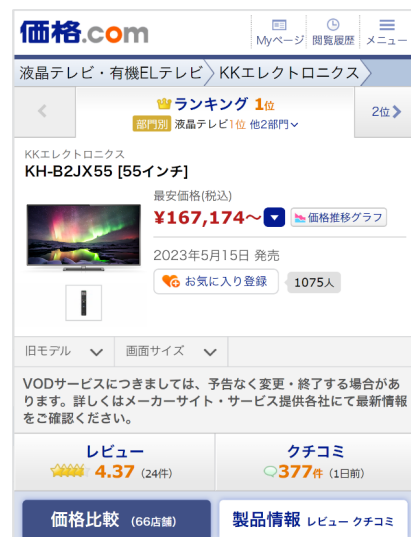 価格.com
Myページ 閲覧履歴 メニュー
液晶テレビ・有機ELテレビ KKエレクトロニクス
ランキング 1位
2位
部門別 液晶テレビ1位 他2部門
KKエレクトロニクス
KH-B2JX55 [55インチ]
最安価格(税込)
¥167,174～ 価格推移グラフ
2023年5月15日 発売
お気に入り登録 1075人
旧モデル 画面サイズ
VODサービスにつきましては、予告なく変更・終了する場合があ
ります。詳しくはメーカーサイト・サービス提供各社にて最新情報
をご確認ください。
レビュー クチコミ
4.37 (24件) 377件 (1日前)
価格比較 (66店舗) 製品情報 レビュー クチコミ